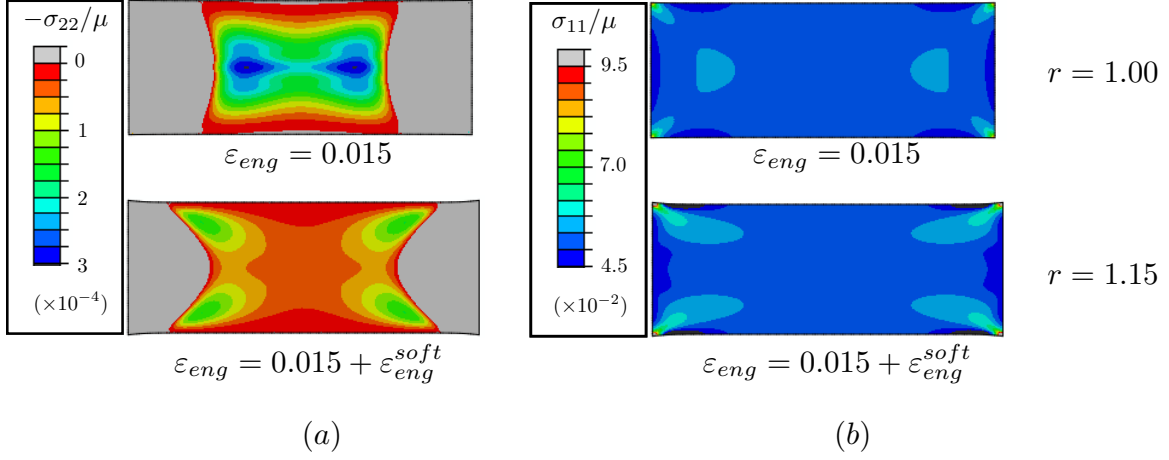 −σ₂₂/μ
0
1
2
3
(×10⁻⁴)
ε_eng = 0.015
ε_eng = 0.015 + ε_eng^soft
(a)
σ₁₁/μ
9.5
7.0
4.5
(×10⁻²)
ε_eng = 0.015
ε_eng = 0.015 + ε_eng^soft
(b)
r = 1.00
r = 1.15